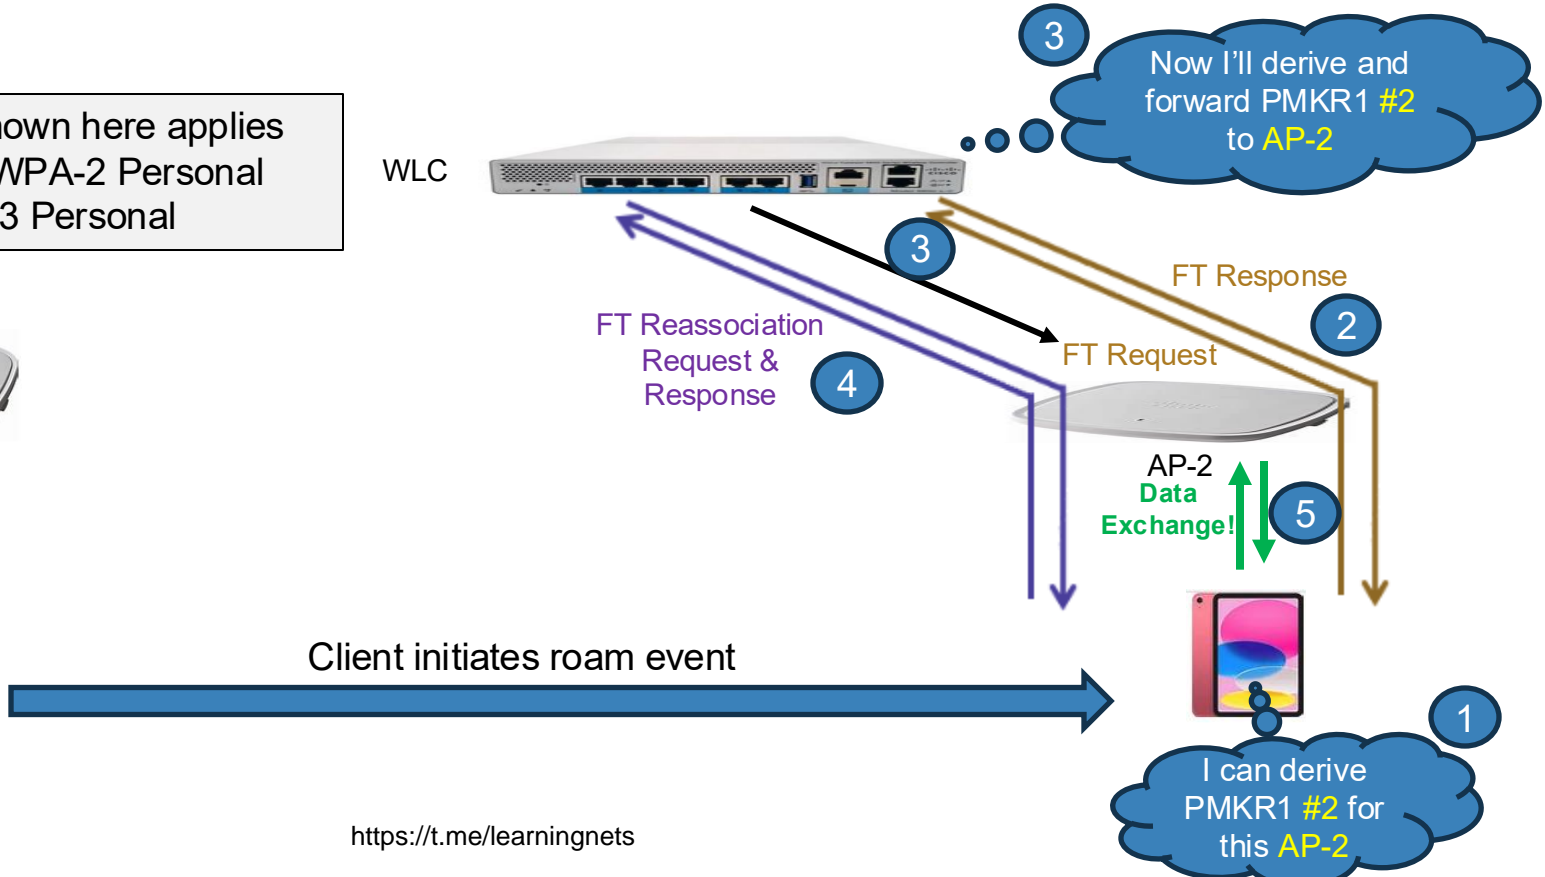 3
Now I'll derive and
forward PMKR1 #2
to AP-2
own here applies
WPA-2 Personal
3 Personal
WLC
CISCO
3
FT Response
2
FT Reassociation
Request &
Response
4
FT Request
AP-2
Data
Exchange!
5
Client initiates roam event
1
I can derive
PMKR1 #2 for
this AP-2
https://t.me/learningnets